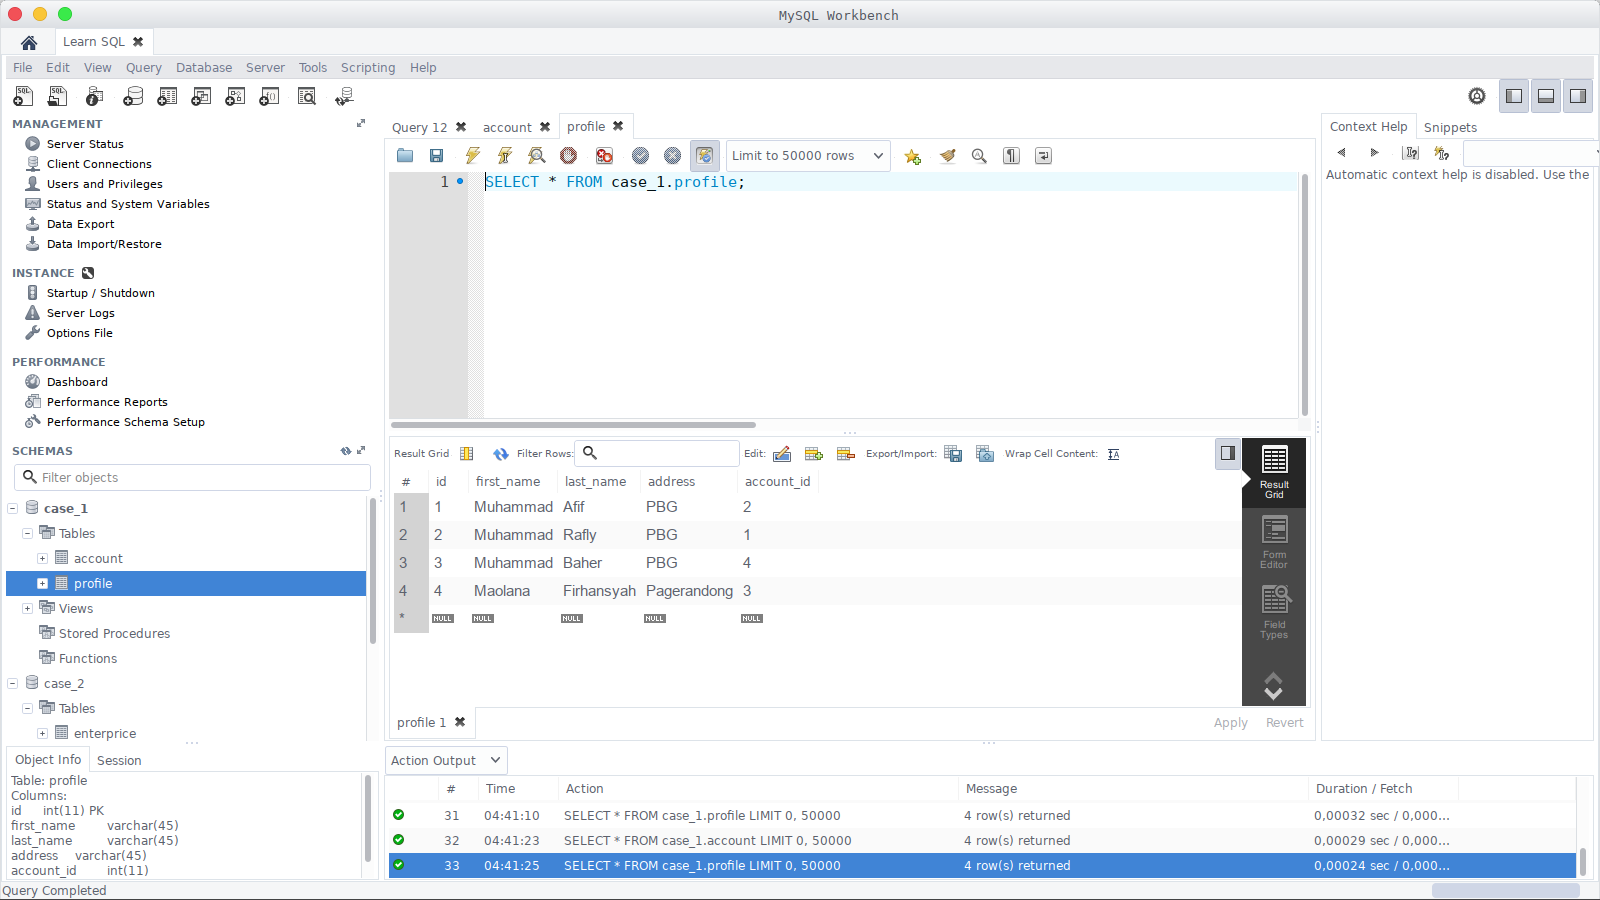 MySQL Workbench
Learn SQL
File Edit View Query Database Server Tools Scripting Help
MANAGEMENT
Server Status
Client Connections
Users and Privileges
Status and System Variables
Data Export
Data Import/Restore
INSTANCE
Startup / Shutdown
Server Logs
Options File
PERFORMANCE
Dashboard
Performance Reports
Performance Schema Setup
SCHEMAS
Filter objects
case_1
Tables
account
profile
Views
Stored Procedures
Functions
case_2
Tables
enterprice
Object Info Session
Table: profile
Columns:
id int(11) PK
first_name varchar(45)
last_name varchar(45)
address varchar(45)
account_id int(11)
Query 12 account profile
Limit to 50000 rows
1 SELECT * FROM case_1.profile;
Result Grid Filter Rows: Edit: Export/Import: Wrap Cell Content:
# id first_name last_name address account_id
1 1 Muhammad Afif PBG 2
2 2 Muhammad Rafly PBG 1
3 3 Muhammad Baher PBG 4
4 4 Maolana Firhansyah Pagerandong 3
* NULL NULL NULL NULL NULL
Result
Grid
Form
Editor
Field
Types
profile 1 Apply Revert
Context Help Snippets
Automatic context help is disabled. Use the
Action Output
# Time Action Message Duration / Fetch
31 04:41:10 SELECT * FROM case_1.profile LIMIT 0, 50000 4 row(s) returned 0,00032 sec / 0,000...
32 04:41:23 SELECT * FROM case_1.account LIMIT 0, 50000 4 row(s) returned 0,00029 sec / 0,000...
33 04:41:25 SELECT * FROM case_1.profile LIMIT 0, 50000 4 row(s) returned 0,00024 sec / 0,000...
Query Completed